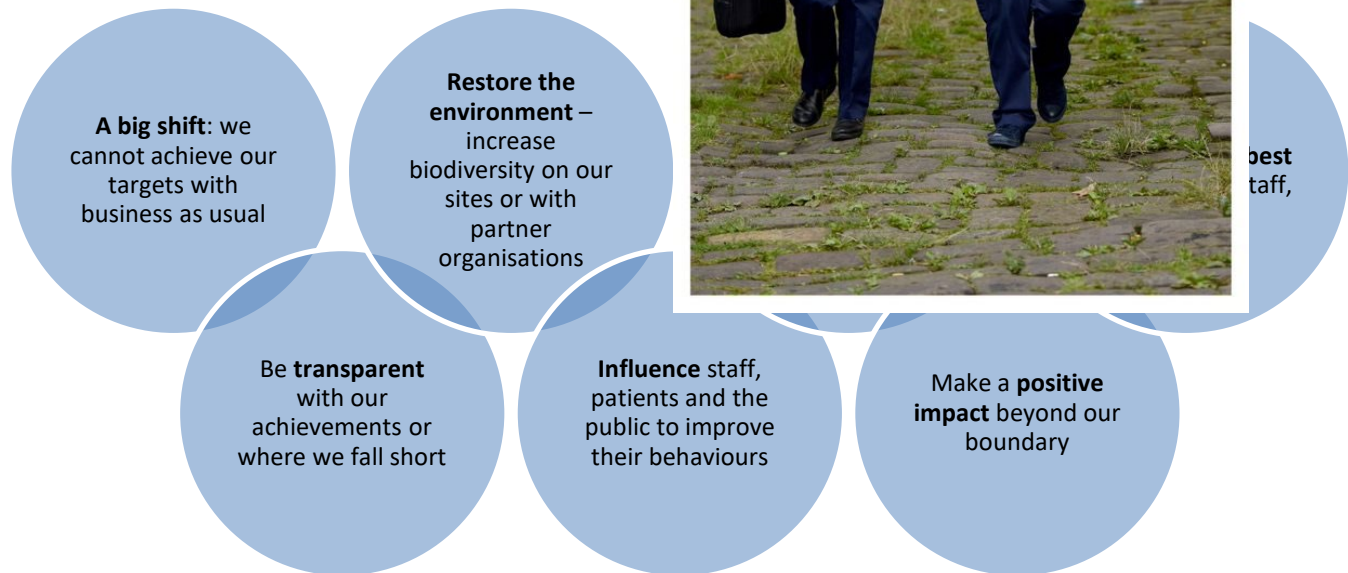 A big shift: we
cannot achieve our
targets with
business as usual
Restore the
environment –
increase
biodiversity on our
sites or with
partner
organisations
best
Be transparent
with our
achievements or
where we fall short
Influence staff,
patients and the
public to improve
their behaviours
Make a positive
impact beyond our
boundary